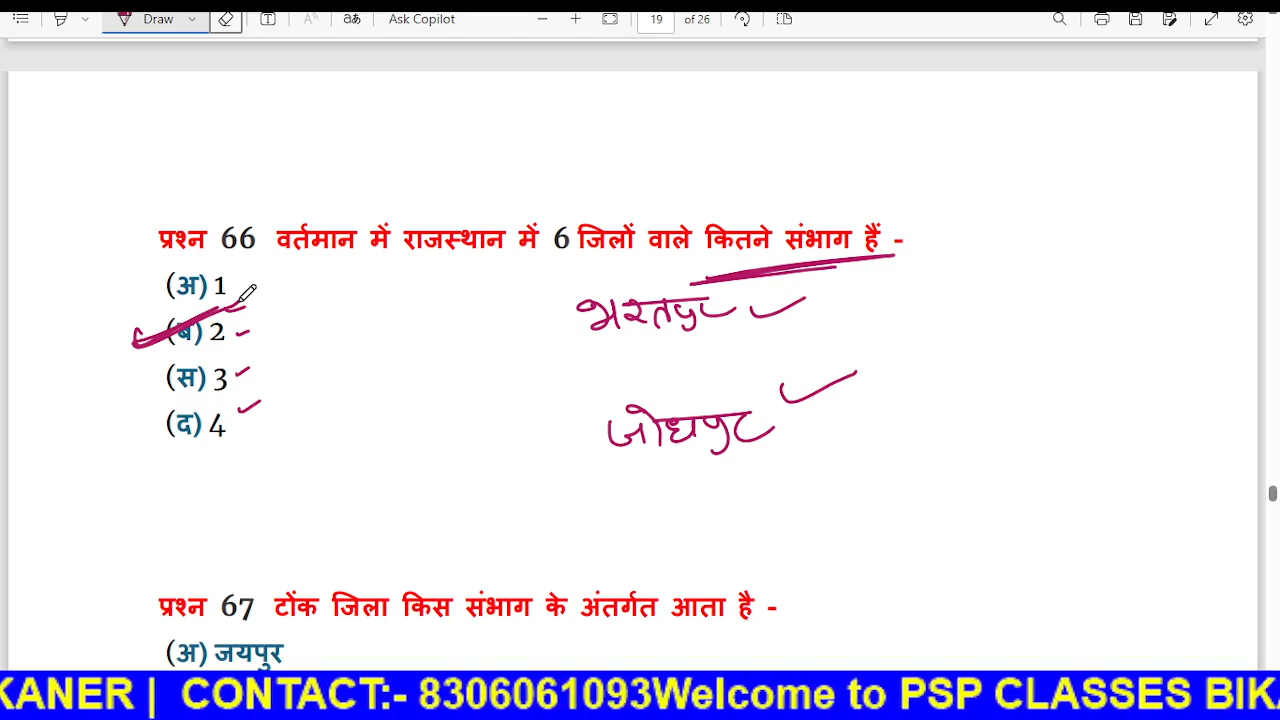 Draw
Ask Copilot
19 of 26
प्रश्न 66 वर्तमान में राजस्थान में 6 जिलों वाले कितने संभाग हैं -
(अ) 1
(ब) 2
(स) 3
(द) 4
भरतपुर
जोधपुर
प्रश्न 67 टोंक जिला किस संभाग के अंतर्गत आता है -
(अ) जयपुर
KANER | CONTACT:- 8306061093Welcome to PSP CLASSES BIKA